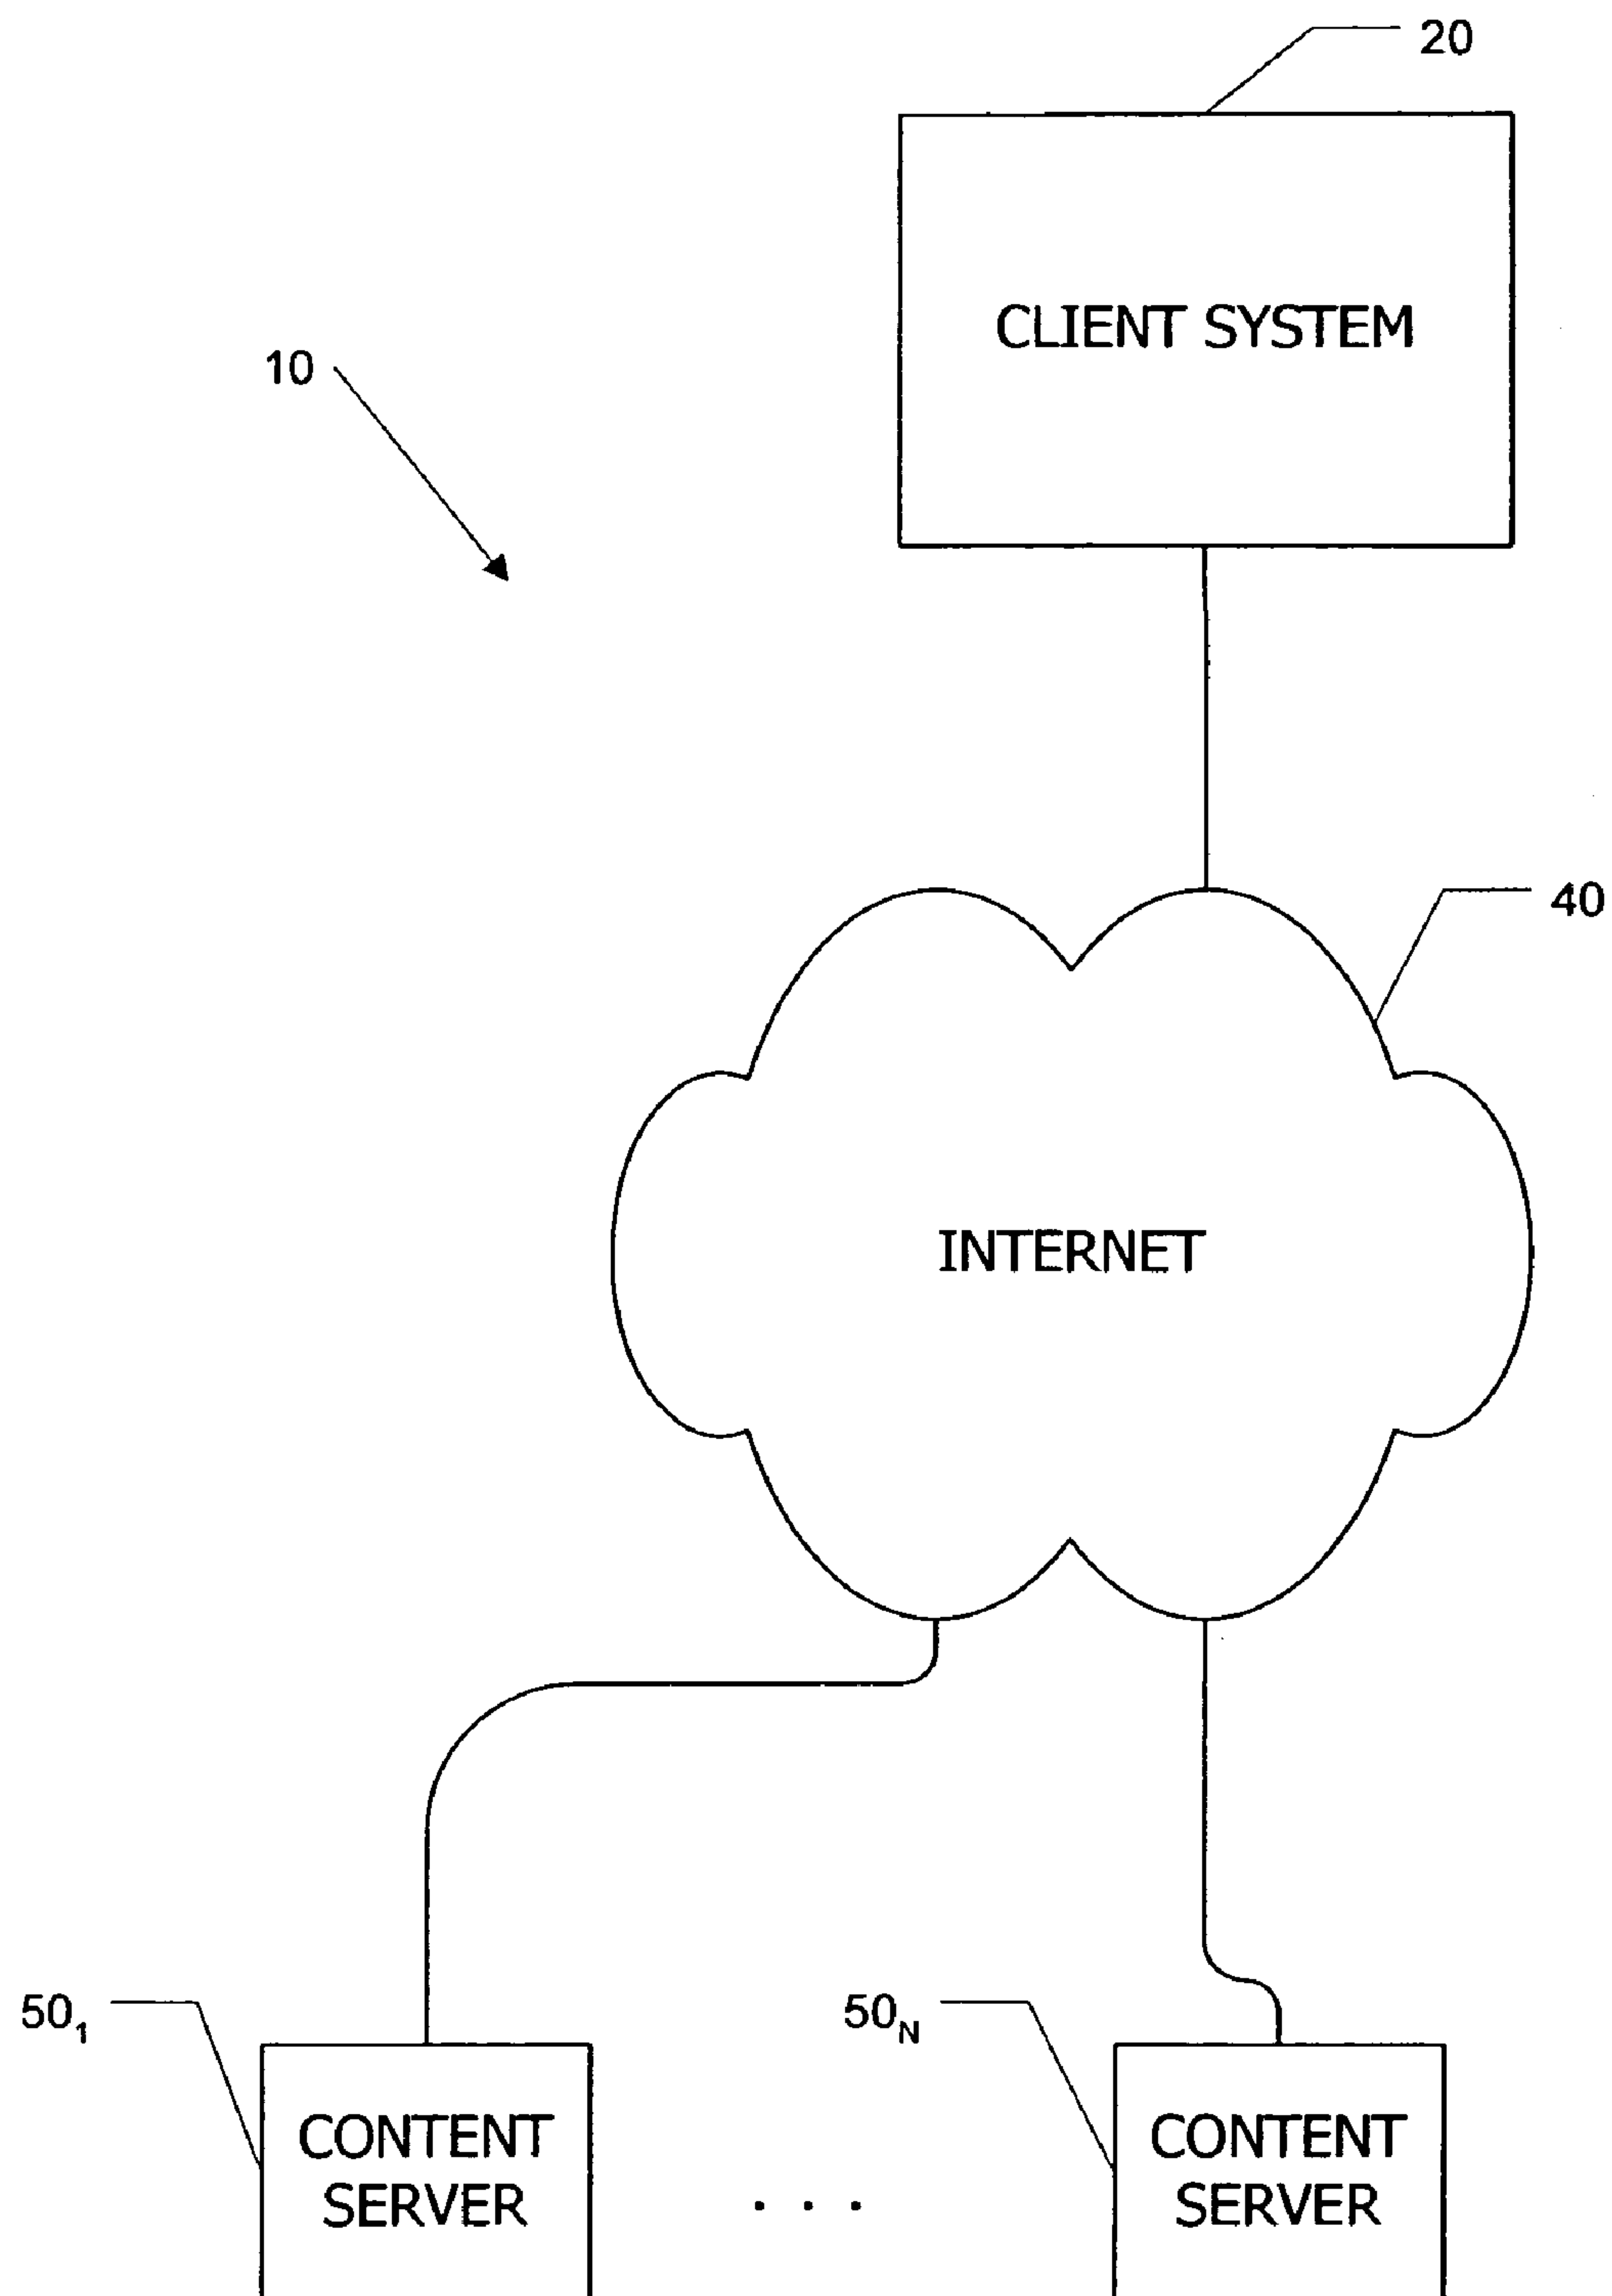 20
CLIENT SYSTEM
10
40
INTERNET
50₁
50ₙ
CONTENT
SERVER
. . .
CONTENT
SERVER